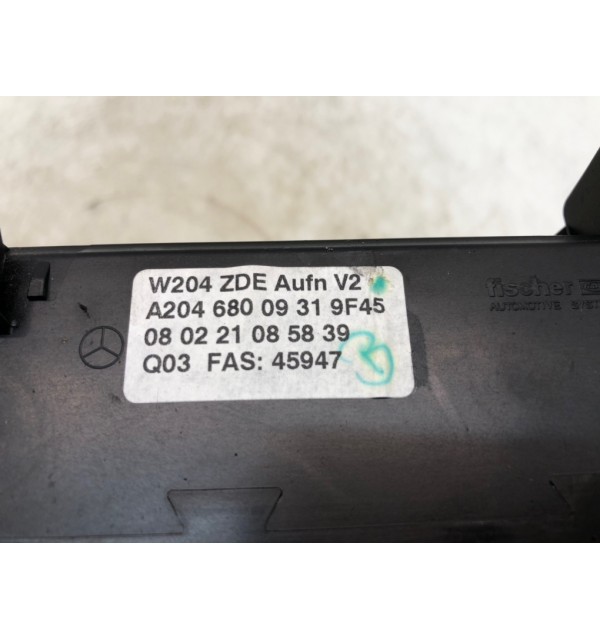 W204 ZDE Aufn V2
A204 680 09 31 9F45
08 02 21 08 58 39
Q03 FAS: 45947
fischer
AUTOMOTIVE SYST